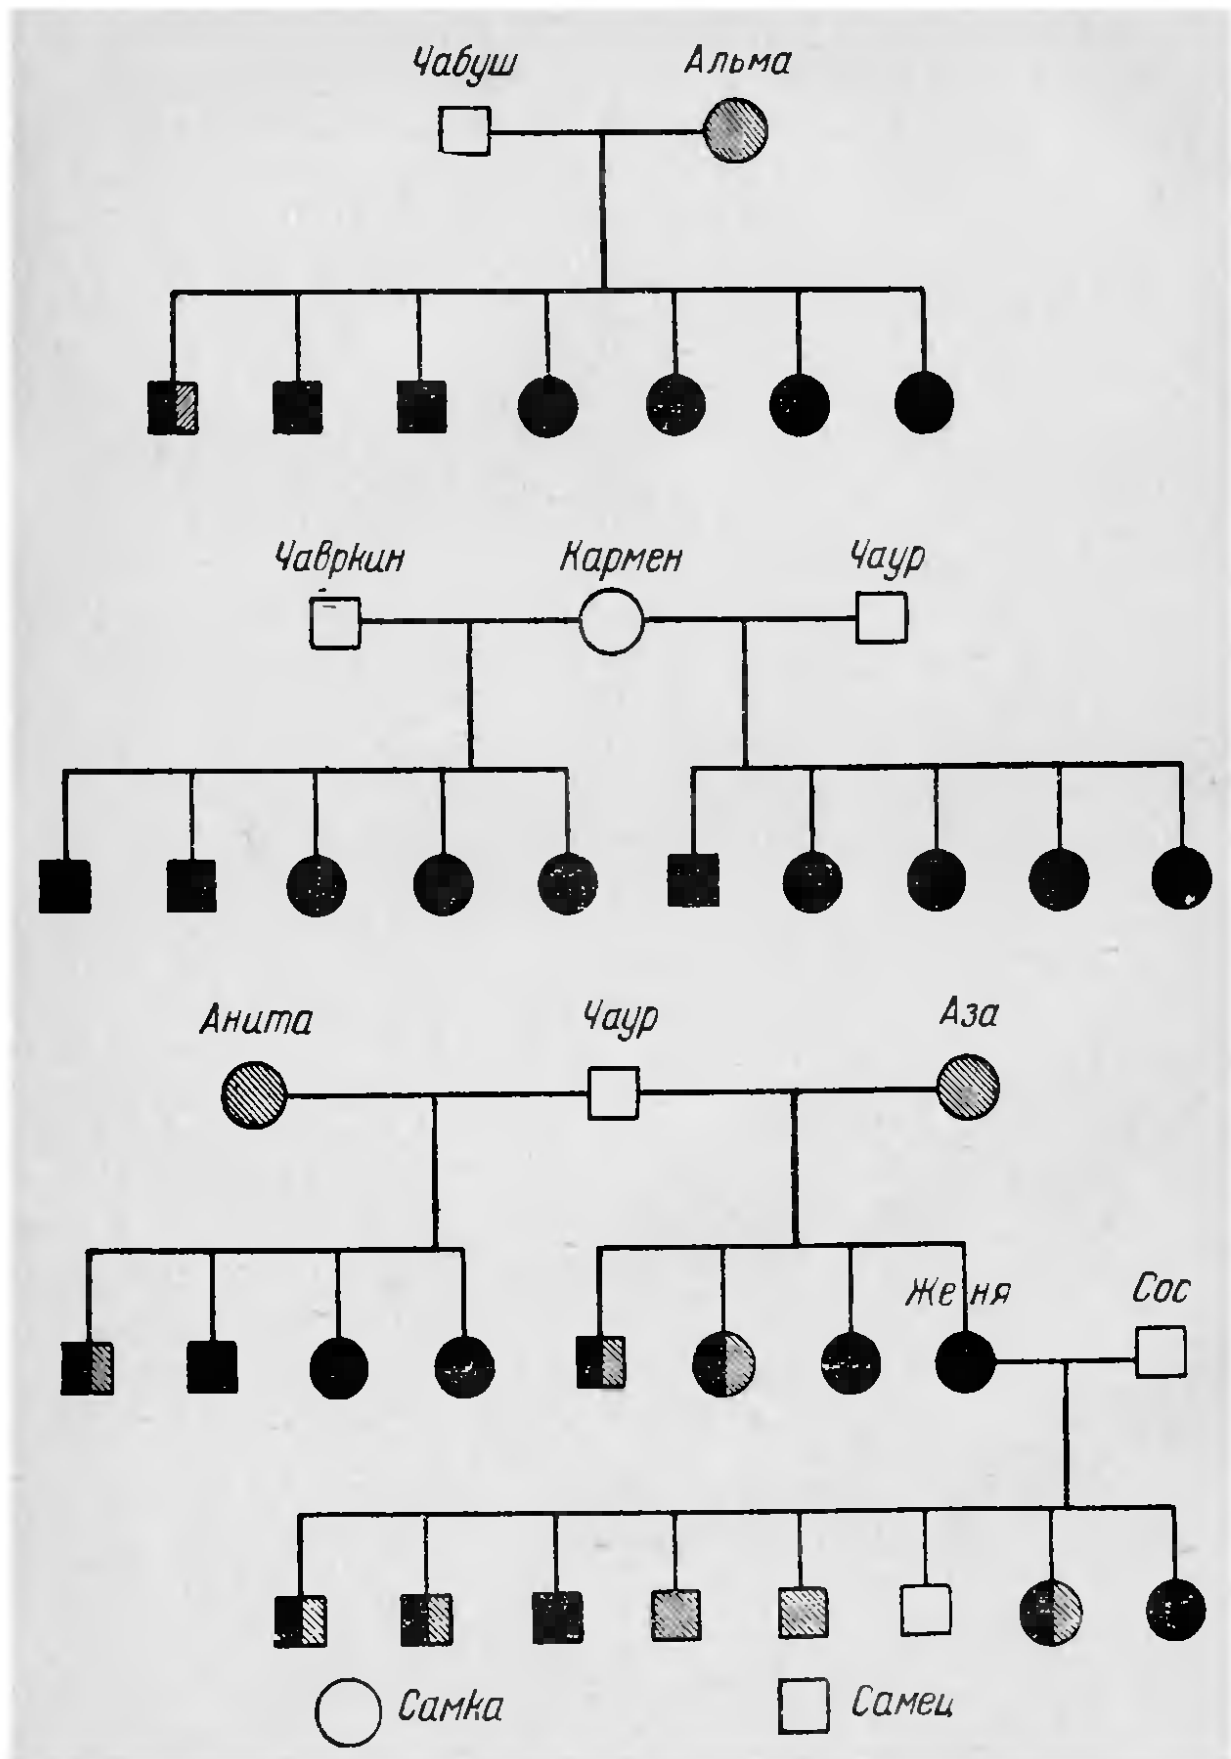 Чабуш Альма
Чавркин Кармен Чаур
Анита Чаур Аза
Женя Сос
Самка Самец